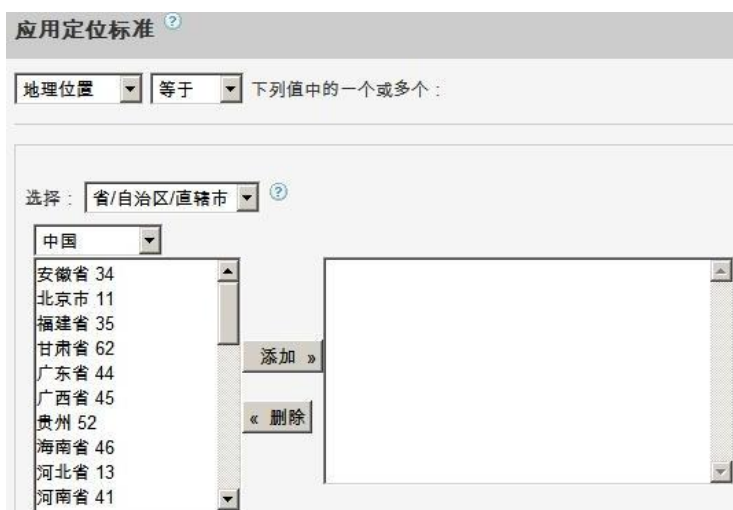 应用定位标准 ?
地理位置 等于 下列值中的一个或多个：
选择： 省/自治区/直辖市 ?
中国
安徽省 34
北京市 11
福建省 35
甘肃省 62
广东省 44
广西省 45
贵州 52
海南省 46
河北省 13
河南省 41
添加 »
« 删除